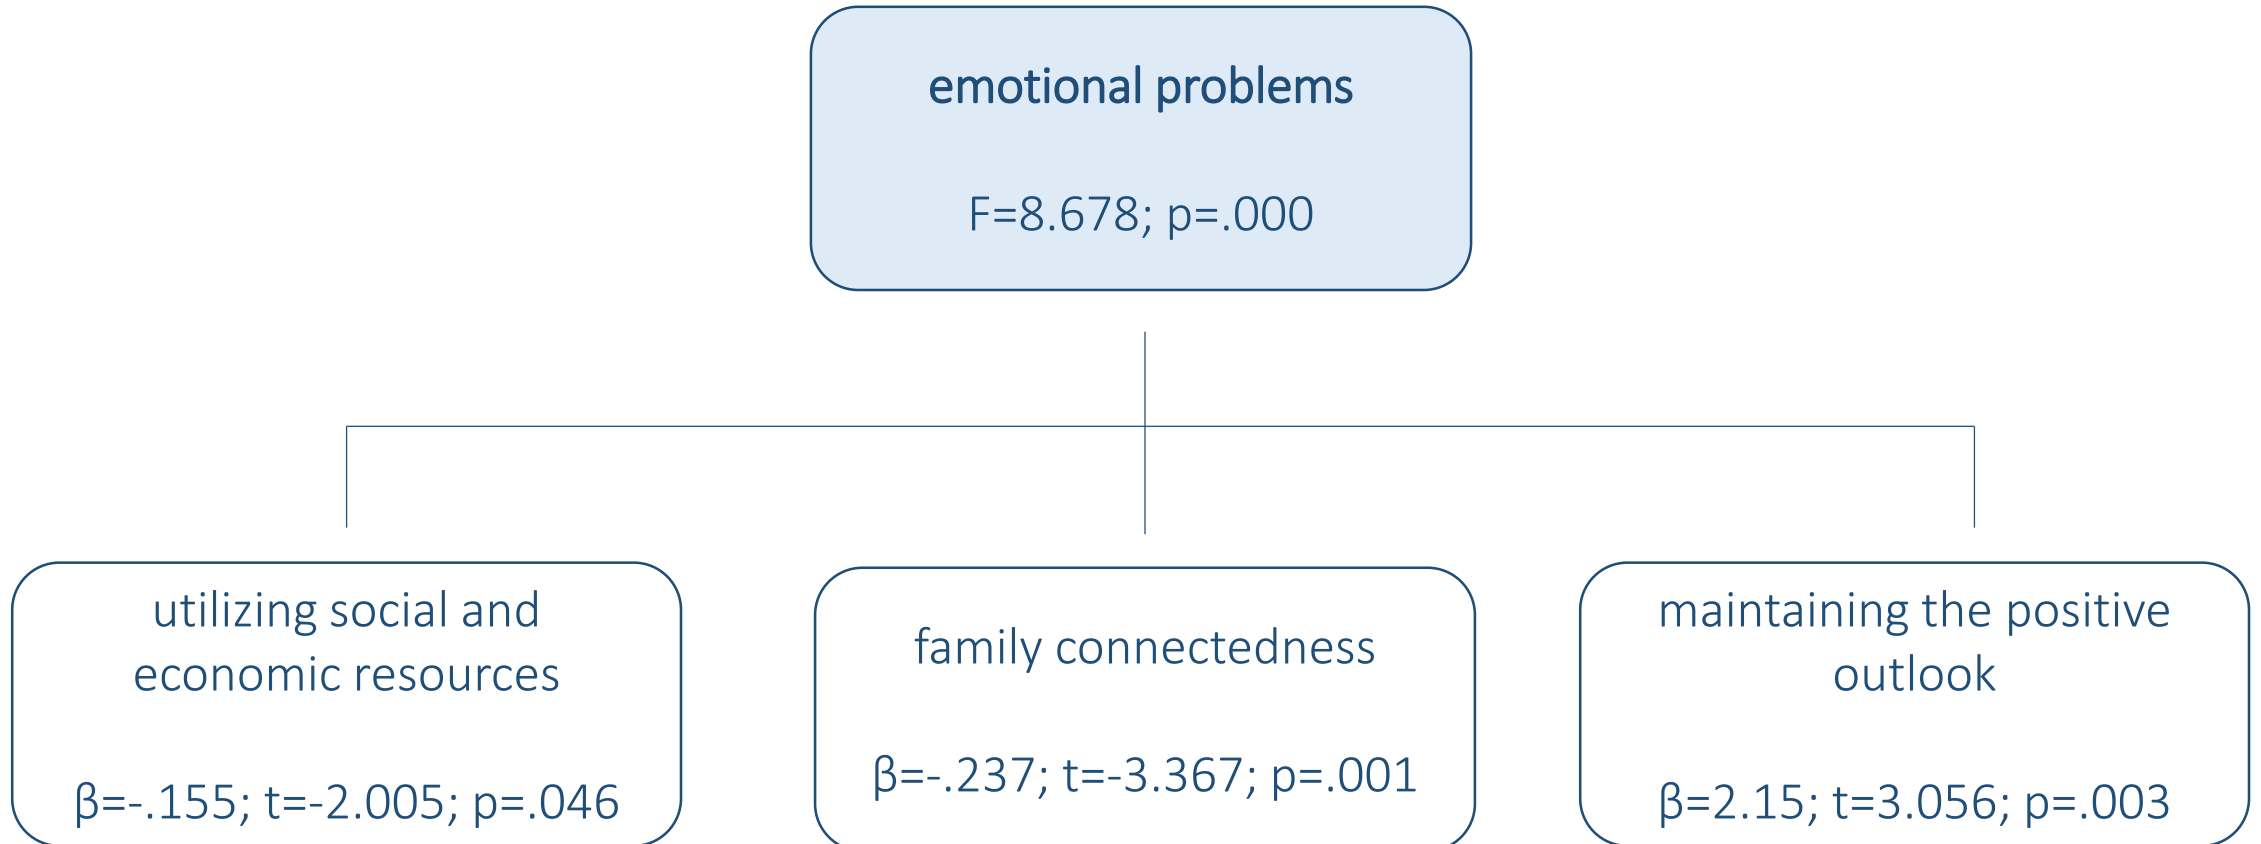 emotional problems
F=8.678; p=.000
utilizing social and
economic resources
β=-.155; t=-2.005; p=.046
family connectedness
β=-.237; t=-3.367; p=.001
maintaining the positive
outlook
β=2.15; t=3.056; p=.003